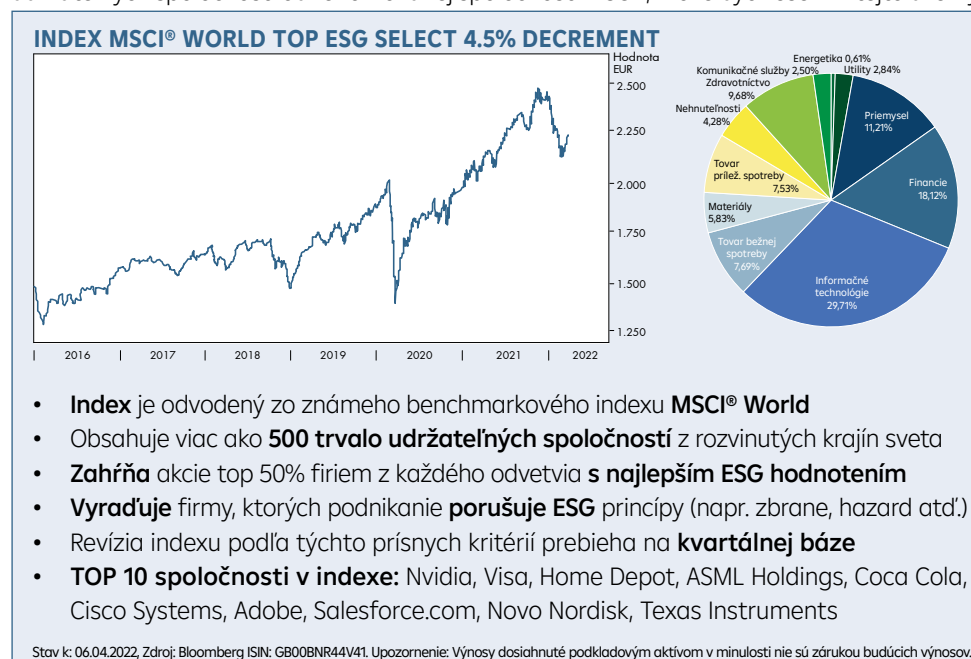 INDEX MSCI® WORLD TOP ESG SELECT 4.5% DECREMENT
Hodnota
EUR
2.500
2.250
2.000
1.750
1.500
1.250
2016
2017
2018
2019
2020
2021
2022
Energetika 0,61%
Komunikačné služby 2,50%
Utility 2,84%
Zdravotníctvo
9,68%
Nehnuteľnosti
4,28%
Priemysel
11,21%
Tovar
prílež. spotreby
7,53%
Financie
18,12%
Materiály
5,83%
Tovar bežnej
spotreby
7,69%
Informačné
technológie
29,71%
• Index je odvodený zo známeho benchmarkového indexu MSCI® World
• Obsahuje viac ako 500 trvalo udržateľných spoločností z rozvinutých krajín sveta
• Zahŕňa akcie top 50% firiem z každého odvetvia s najlepším ESG hodnotením
• Vyraďuje firmy, ktorých podnikanie porušuje ESG princípy (napr. zbrane, hazard atď.)
• Revízia indexu podľa týchto prísnych kritérií prebieha na kvartálnej báze
• TOP 10 spoločnosti v indexe: Nvidia, Visa, Home Depot, ASML Holdings, Coca Cola,
Cisco Systems, Adobe, Salesforce.com, Novo Nordisk, Texas Instruments
Stav k: 06.04.2022, Zdroj: Bloomberg ISIN: GB00BNR44V41. Upozornenie: Výnosy dosiahnuté podkladovým aktívom v minulosti nie sú zárukou budúcich výnosov.